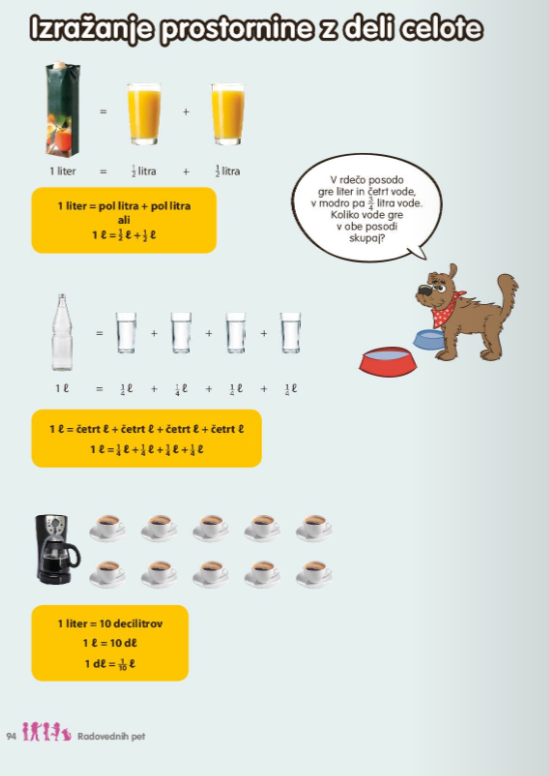 Izražanje prostornine z deli celote
=
+
1 liter = ½ litra + ½ litra
1 liter = pol litra + pol litra
ali
1 ℓ = ½ ℓ + ½ ℓ
V rdečo posodo
gre liter in četrt vode,
v modro pa ¾ litra vode.
Koliko vode gre
v obe posodi
skupaj?
= + + +
1 ℓ = ¼ ℓ + ¼ ℓ + ¼ ℓ + ¼ ℓ
1 ℓ = četrt ℓ + četrt ℓ + četrt ℓ + četrt ℓ
1 ℓ = ¼ ℓ + ¼ ℓ + ¼ ℓ + ¼ ℓ
1 liter = 10 decilitrov
1 ℓ = 10 dℓ
1 dℓ = 1/10 ℓ
94 Radovednih pet